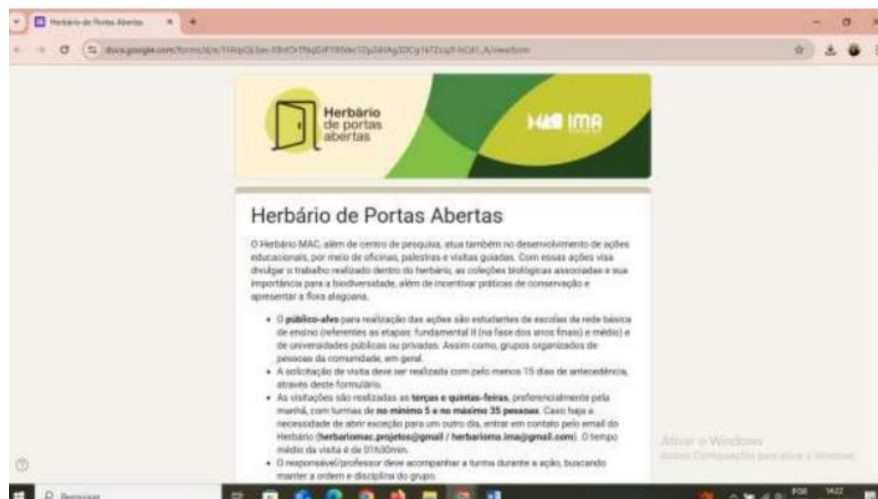 Herbário de Portas Abertas
Herbário
de portas
abertas
MAC IMA
Herbário de Portas Abertas
O Herbário MAC, além de centro de pesquisa, atua também no desenvolvimento de ações
educacionais, por meio de oficinas, palestras e visitas guiadas. Com essas ações visa
divulgar o trabalho realizado dentro do herbário, as coleções biológicas associadas e sua
importância para a biodiversidade, além de incentivar práticas de conservação e
apresentar a flora alagoana.
O público-alvo para realização das ações são estudantes de escolas da rede básica
de ensino (referentes as etapas: fundamental II (na fase dos anos finais) e médio) e
de universidades públicas ou privadas. Assim como, grupos organizados de
pessoas da comunidade, em geral.
A solicitação de visita deve ser realizada com pelo menos 15 dias de antecedência,
através deste formulário.
As visitações são realizadas as terças e quintas-feiras, preferencialmente pela
manhã, com turmas de no mínimo 5 e no máximo 35 pessoas. Caso haja a
necessidade de abrir exceção para um outro dia, entrar em contato pelo email do
Herbário (herbariomac.projetos@gmail / herbarioma.ima@gmail.com). O tempo
médio da visita é de 01h30min.
O responsável/professor deve acompanhar a turma durante a ação, buscando
manter a ordem e disciplina do grupo.
Ativar o Windows
Pesquisar
POR
14:22